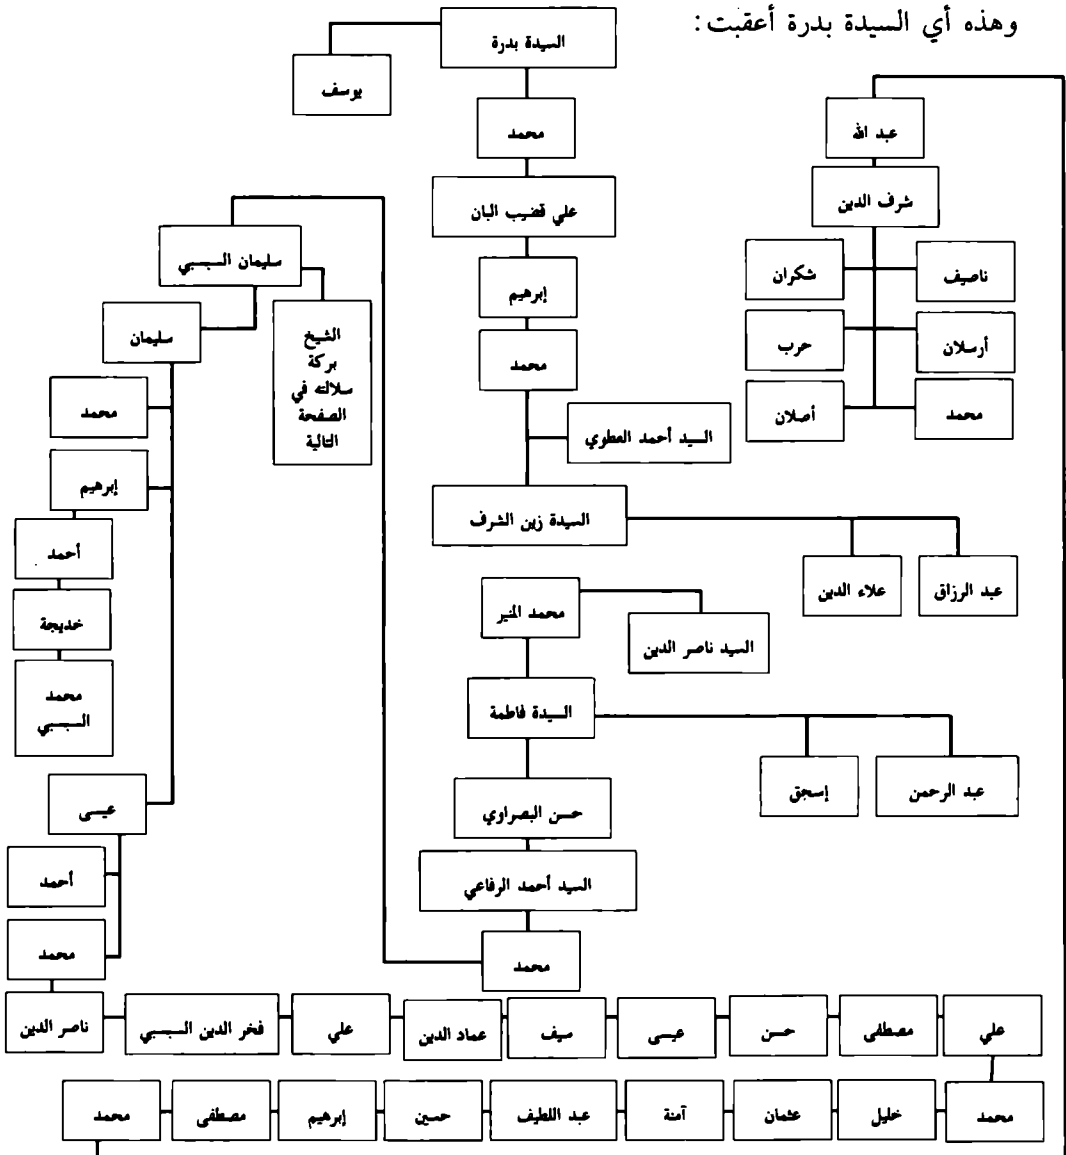 وهذه أي السيدة بدرة أعقبت:
السيدة بدرة
يوسف
محمد
علي قضيب البان
إبرهيم
محمد
السيد أحمد العطوي
السيدة زين الشرف
علاء الدين
عبد الرزاق
محمد المنير
السيد ناصر الدين
السيدة فاطمة
إسحق
عبد الرحمن
حسن البصراوي
السيد أحمد الرفاعي
محمد
سليمان السبسبي
الشيخ
بركة
سلالته في
الصفحة
التالية
سليمان
محمد
إبرهيم
أحمد
خديجة
محمد
السبسبي
عيسى
أحمد
محمد
ناصر الدين
فخر الدين السبسبي
علي
عماد الدين
سيف
عيسى
حسن
مصطفى
علي
محمد
خليل
عثمان
آمنة
عبد اللطيف
حسين
إبرهيم
مصطفى
محمد
عبد الله
شرف الدين
ناصيف
شكران
أرسلان
حرب
محمد
أصلان